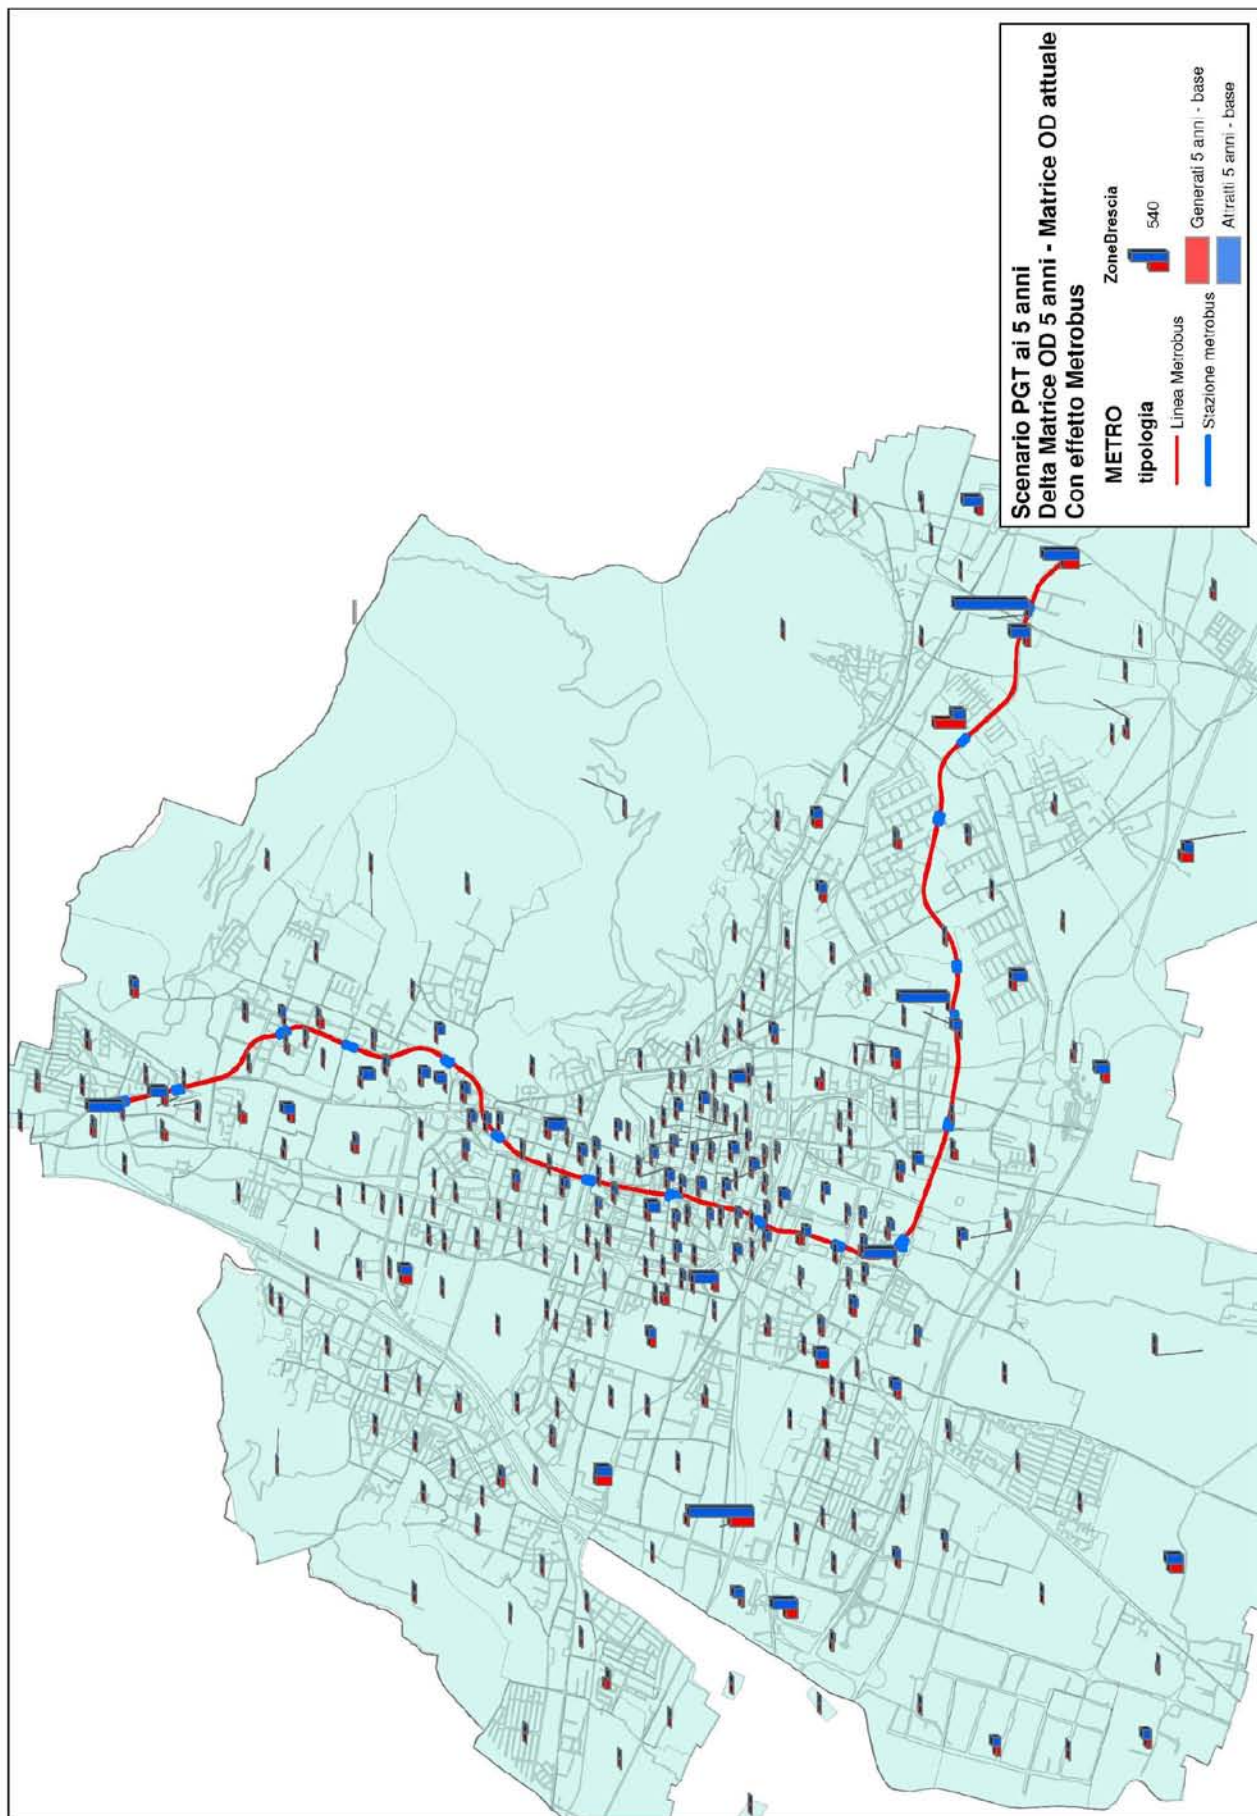 Scenario PGT ai 5 anni
Delta Matrice OD 5 anni - Matrice OD attuale
Con effetto Metrobus
METRO
tipologia
Linea Metrobus
Stazione metrobus
ZoneBrescia
540
Generati 5 anni - base
Attratti 5 anni - base